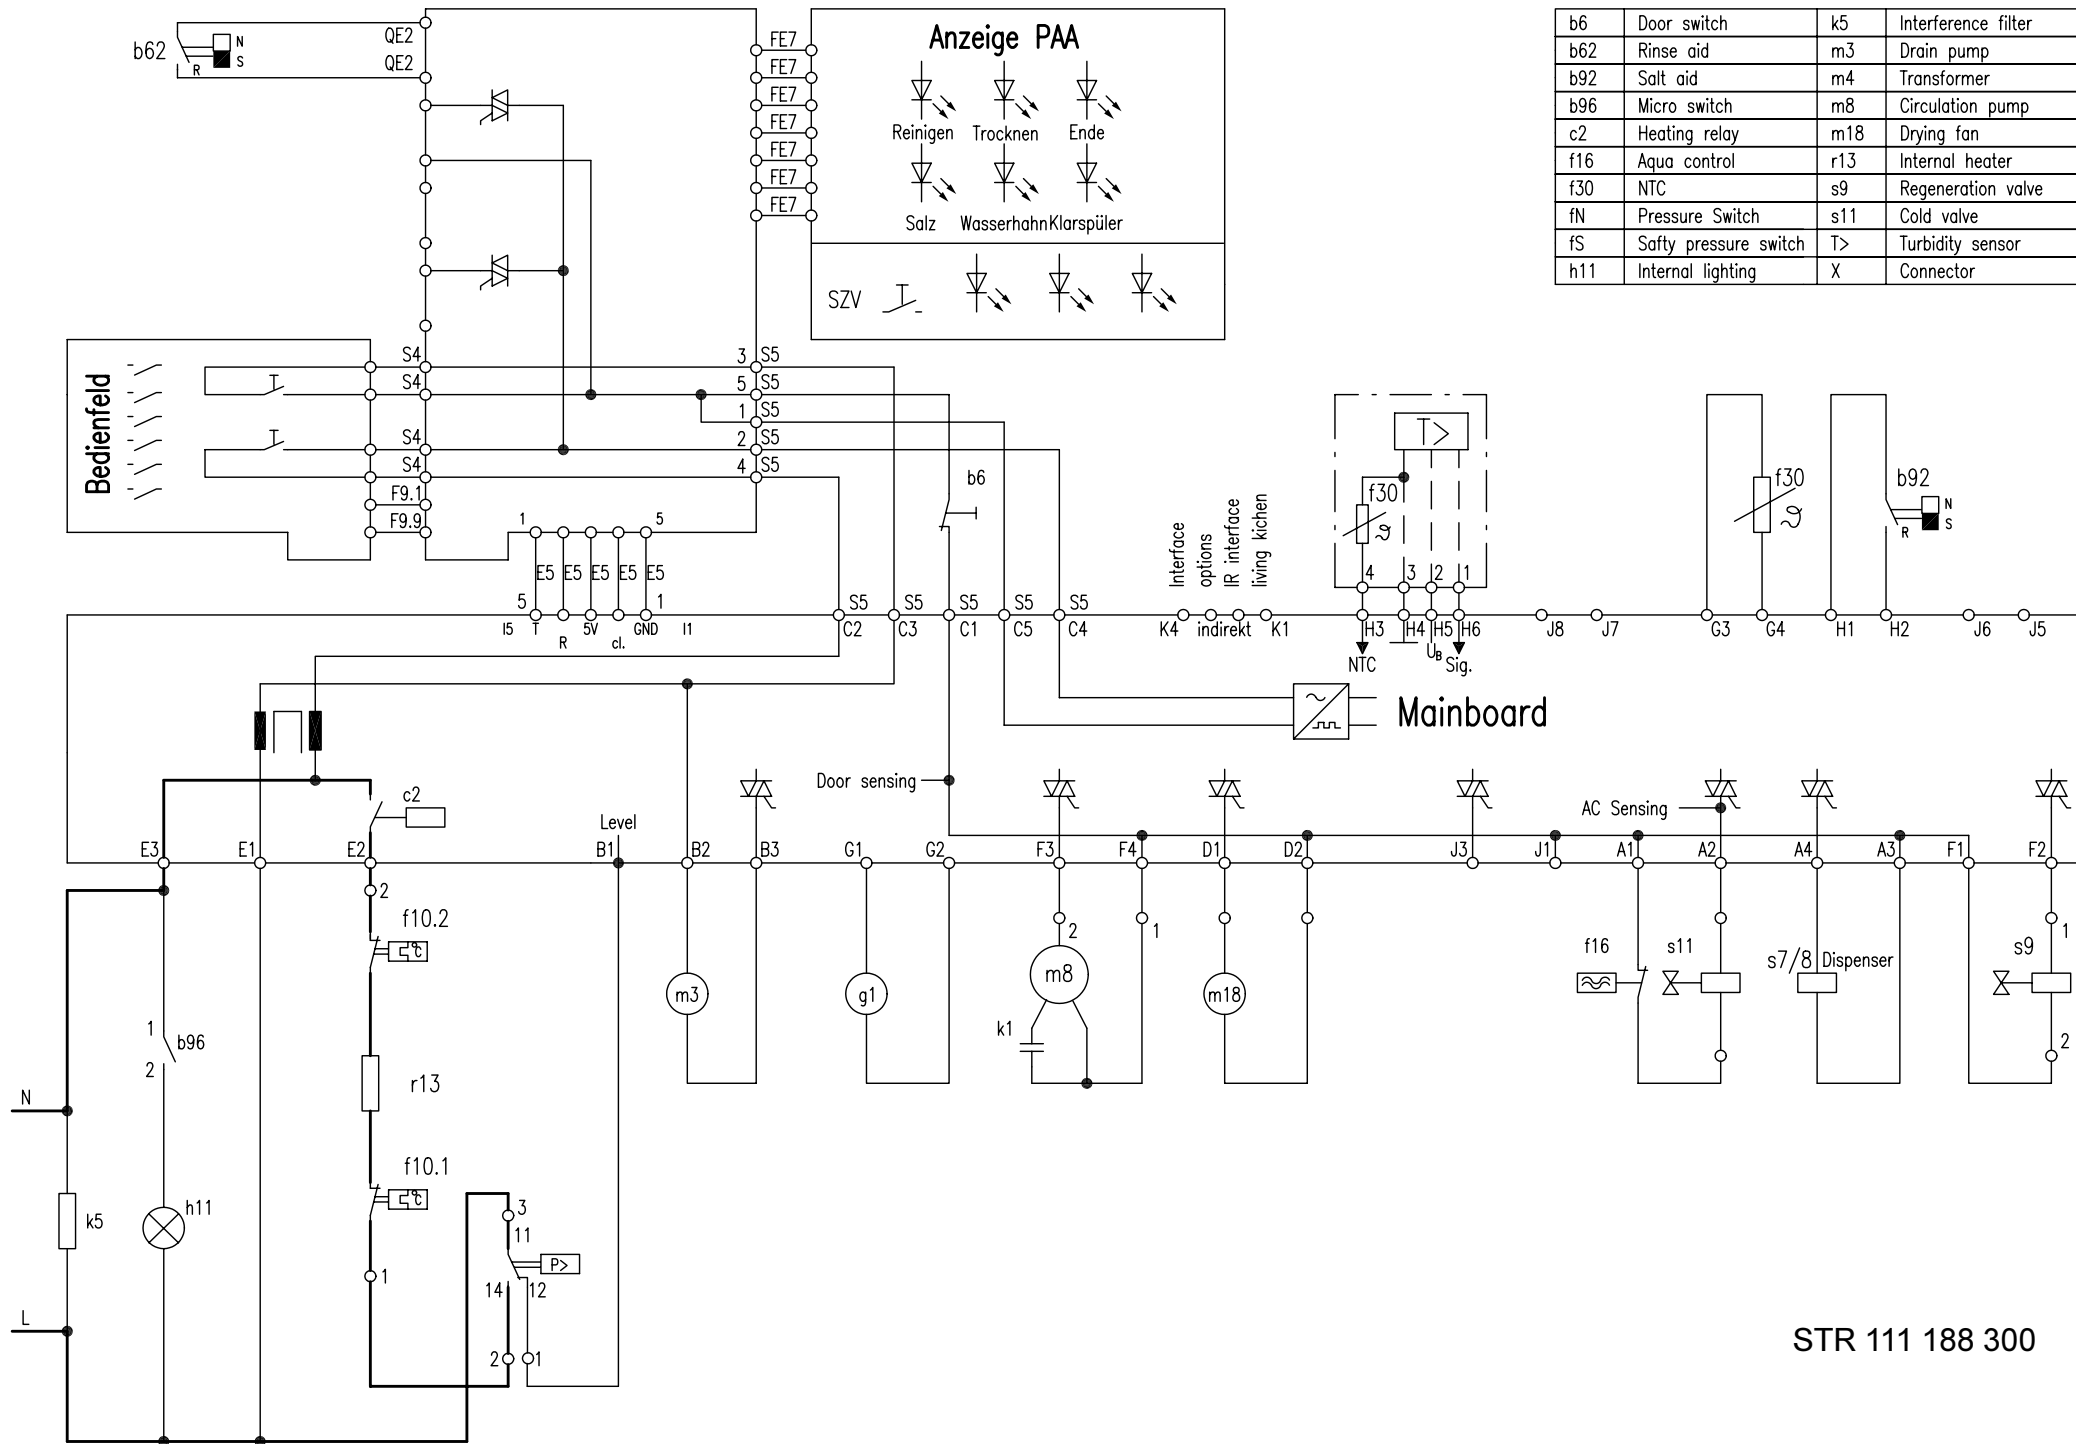 b62
N
S
R
QE2
QE2
FE7
FE7
FE7
FE7
FE7
FE7
FE7
Anzeige PAA
Reinigen Trocknen Ende
Salz Wasserhahn Klarspüler
SZV
b6 Door switch k5 Interference filter
b62 Rinse aid m3 Drain pump
b92 Salt aid m4 Transformer
b96 Micro switch m8 Circulation pump
c2 Heating relay m18 Drying fan
f16 Aqua control r13 Internal heater
f30 NTC s9 Regeneration valve
fN Pressure Switch s11 Cold valve
fS Safty pressure switch T> Turbidity sensor
h11 Internal lighting X Connector
Bedienfeld
S4
S4
S4
S4
F9.1
F9.9
3 S5
5 S5
1 S5
2 S5
4 S5
b6
1 5
E5 E5 E5 E5 E5
5 1
I5 T R 5V cl. GND I1
S5 S5 S5 S5 S5
C2 C3 C1 C5 C4
Interface
options
IR interface
living kichen
K4 indirekt K1
T>
f30
4 3 2 1
H3 H4 H5 H6
NTC UB Sig.
J8 J7
f30
G3 G4
b92
N
S
R
H1 H2 J6 J5
Mainboard
c2
Door sensing
Level
AC Sensing
E3 E1 E2 B1 B2 B3 G1 G2 F3 F4 D1 D2 J3 J1 A1 A2 A4 A3 F1 F2
2
f10.2
°C
1
b96
2
r13
f10.1
°C
1
N
k5
h11
L
3
11
P>
14 12
2 1
m3
g1
2 1
m8
k1
m18
f16
s11
s7/8 Dispenser
s9
1
2
STR 111 188 300